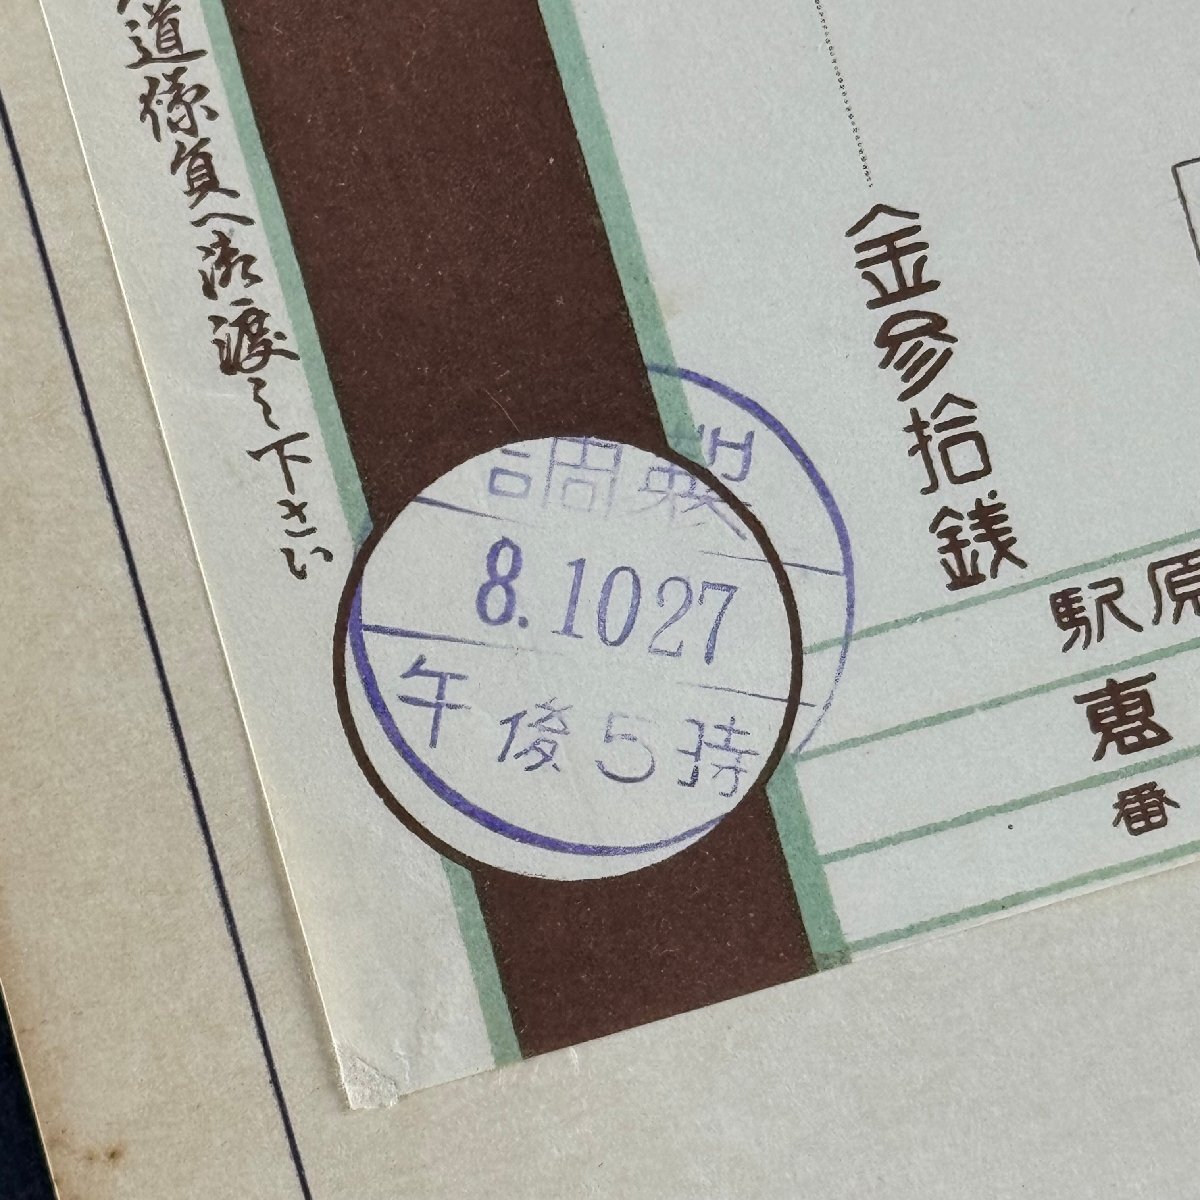 道係員へ御渡し下さい
金参拾銭
調製
8.10 27
午後5時
駅原
恵
番